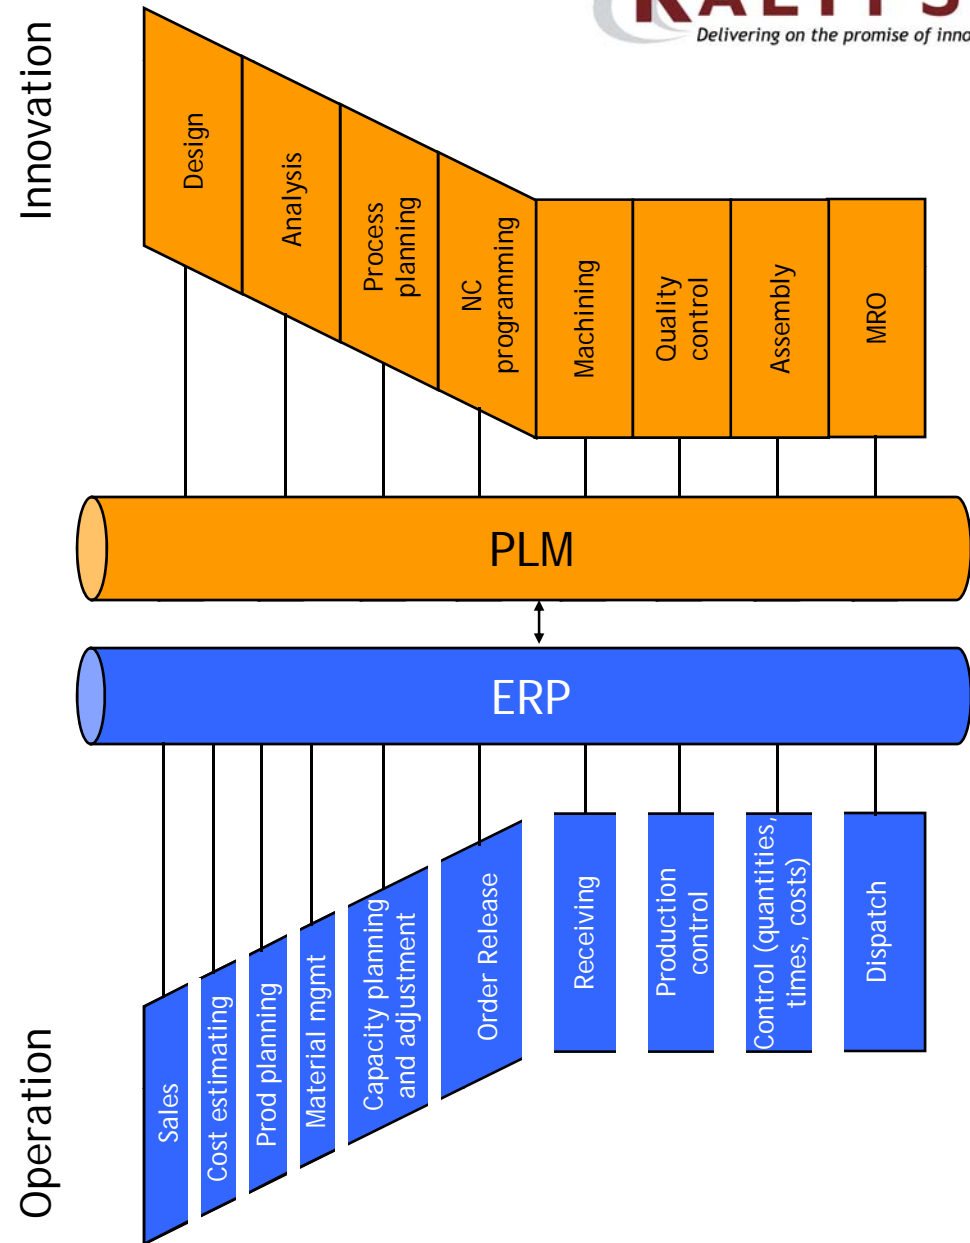 Delivering on the promise of
Innovation
Design
Analysis
Process
planning
NC
programming
Machining
Quality
control
Assembly
MRO
PLM
ERP
Operation
Sales
Cost estimating
Prod planning
Material mgmt
Capacity planning
and adjustment
Order Release
Receiving
Production
control
Control (quantities,
times, costs)
Dispatch